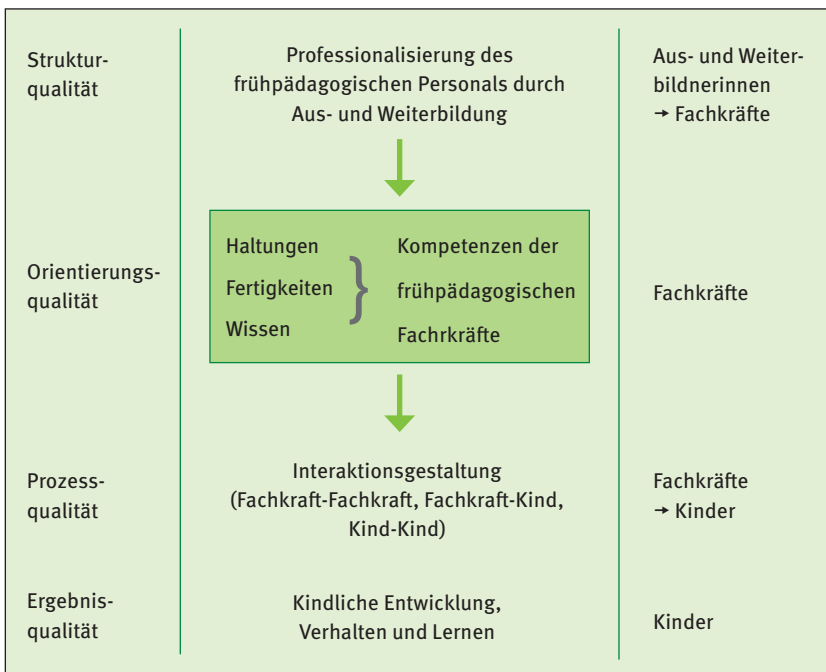 Struktur-
qualität
Professionalisierung des
frühpädagogischen Personals durch
Aus- und Weiterbildung
Aus- und Weiter-
bildnerinnen
→ Fachkräfte
Orientierungs-
qualität
Haltungen
Fertigkeiten
Wissen
}
Kompetenzen der
frühpädagogischen
Fachrkräfte
Fachkräfte
Prozess-
qualität
Interaktionsgestaltung
(Fachkraft-Fachkraft, Fachkraft-Kind,
Kind-Kind)
Fachkräfte
→ Kinder
Ergebnis-
qualität
Kindliche Entwicklung,
Verhalten und Lernen
Kinder